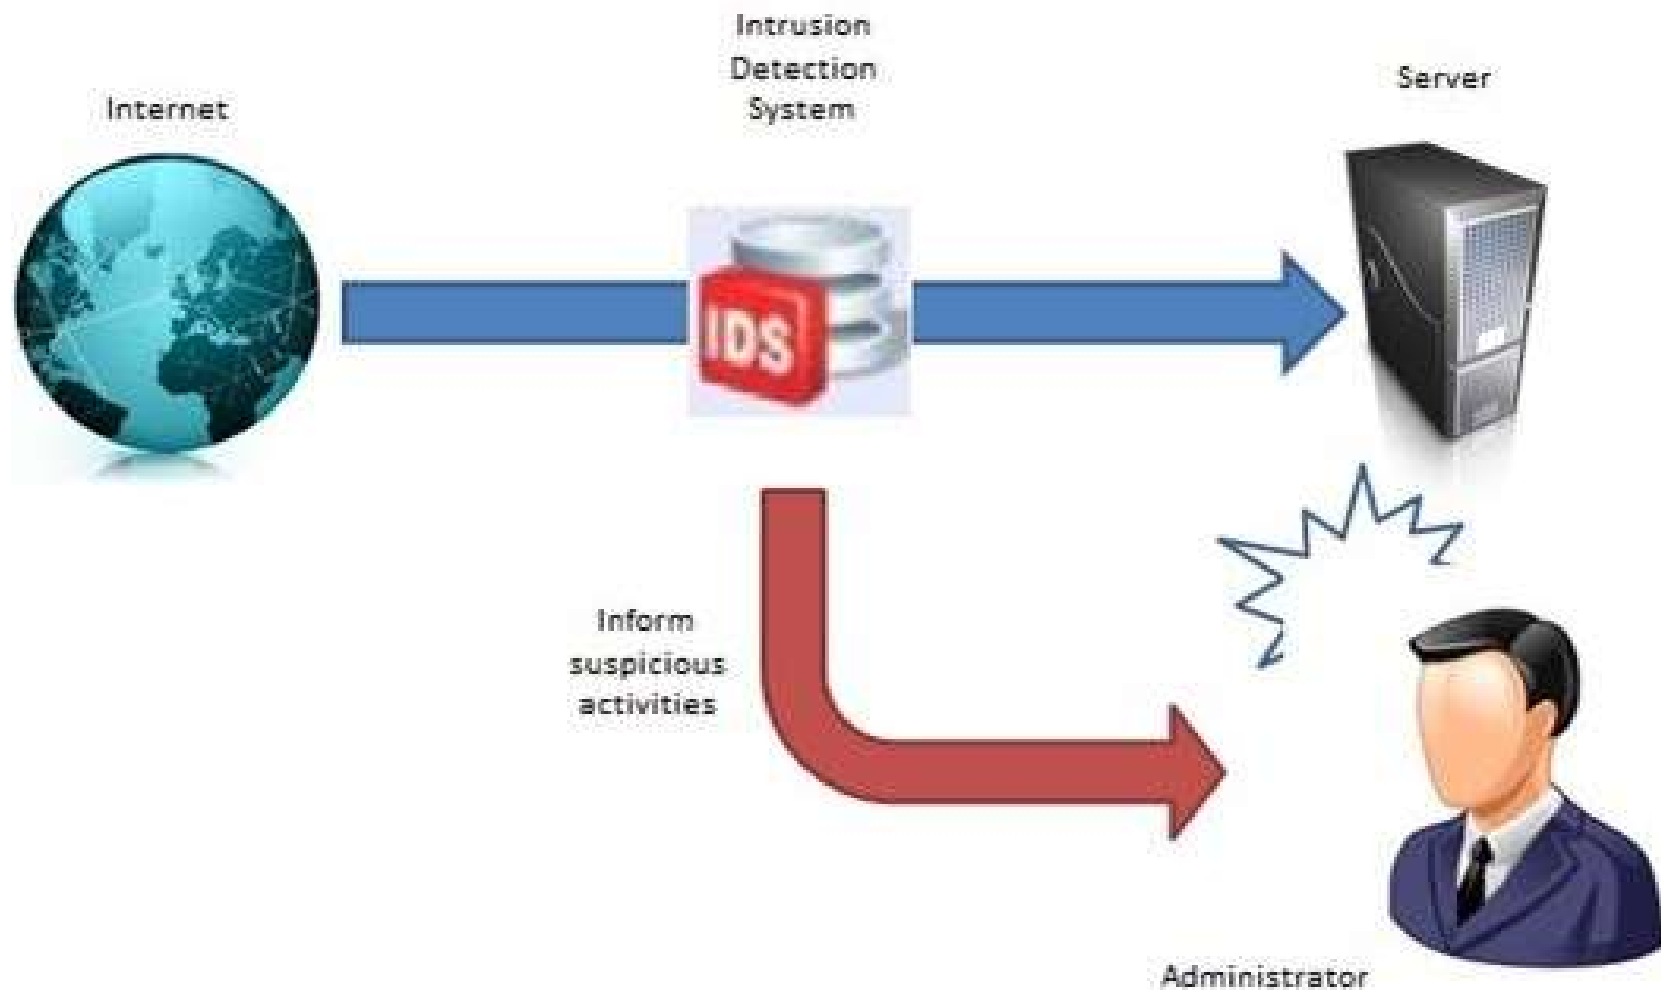 Internet
Intrusion
Detection
System
Server
IDS
Inform
suspicious
activities
Administrator